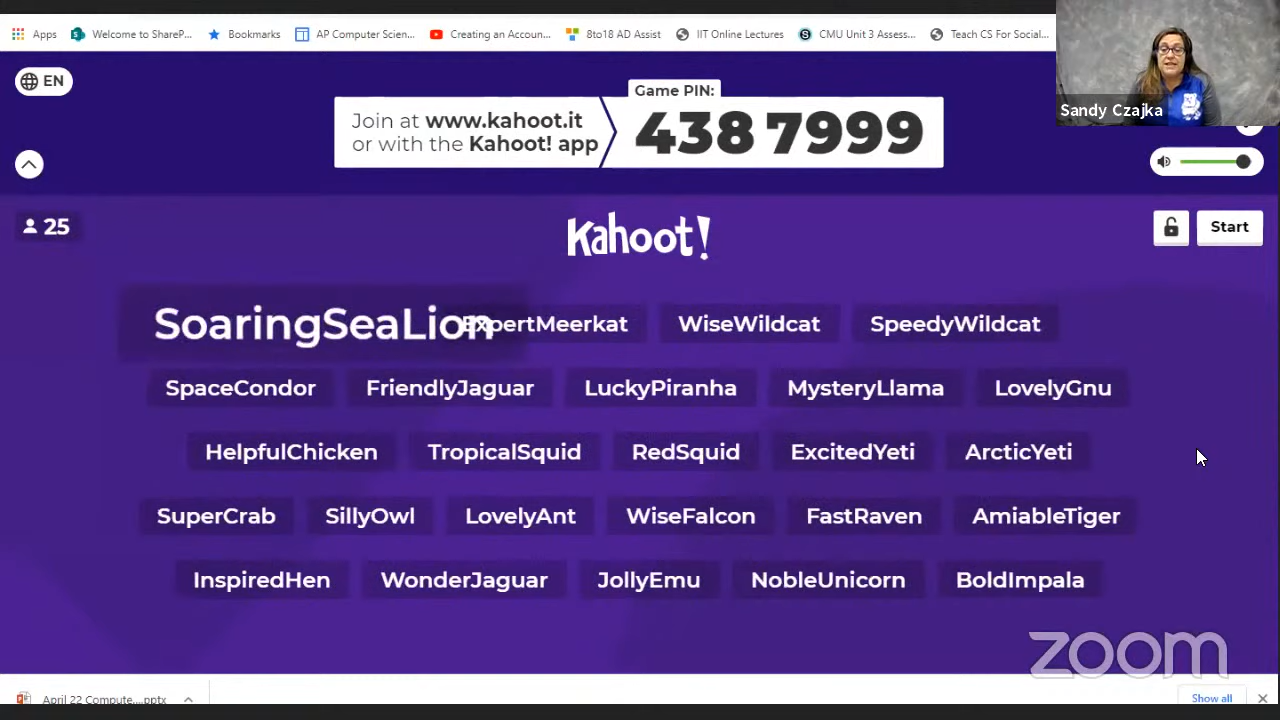 Apps Welcome to ShareP... Bookmarks AP Computer Scien... Creating an Accoun... 8to18 AD Assist IIT Online Lectures CMU Unit 3 Assess... Teach CS For Social...
EN
Join at www.kahoot.it
or with the Kahoot! app
Game PIN:
438 7999
Sandy Czajka
25
Kahoot!
Start
SoaringSeaLion ExpertMeerkat WiseWildcat SpeedyWildcat
SpaceCondor FriendlyJaguar LuckyPiranha MysteryLlama LovelyGnu
HelpfulChicken TropicalSquid RedSquid ExcitedYeti ArcticYeti
SuperCrab SillyOwl LovelyAnt WiseFalcon FastRaven AmiableTiger
InspiredHen WonderJaguar JollyEmu NobleUnicorn BoldImpala
zoom
April 22 Compute....pptx
Show all